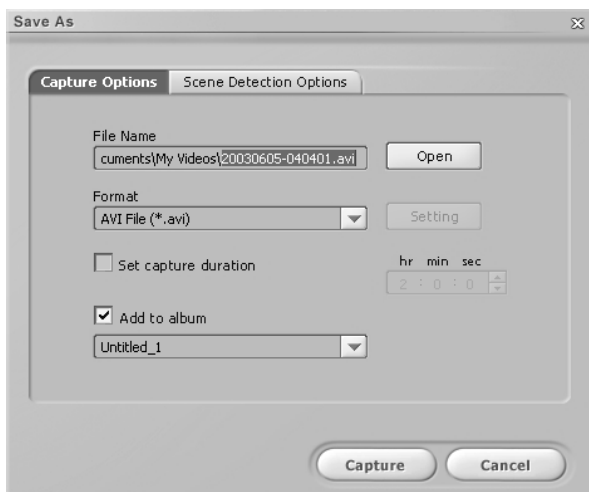 Save As
Capture Options
Scene Detection Options
File Name
cuments\My Videos\20030605-040401.avi
Open
Format
AVI File (*.avi)
Setting
Set capture duration
hr min sec
2 : 0 : 0
Add to album
Untitled_1
Capture
Cancel